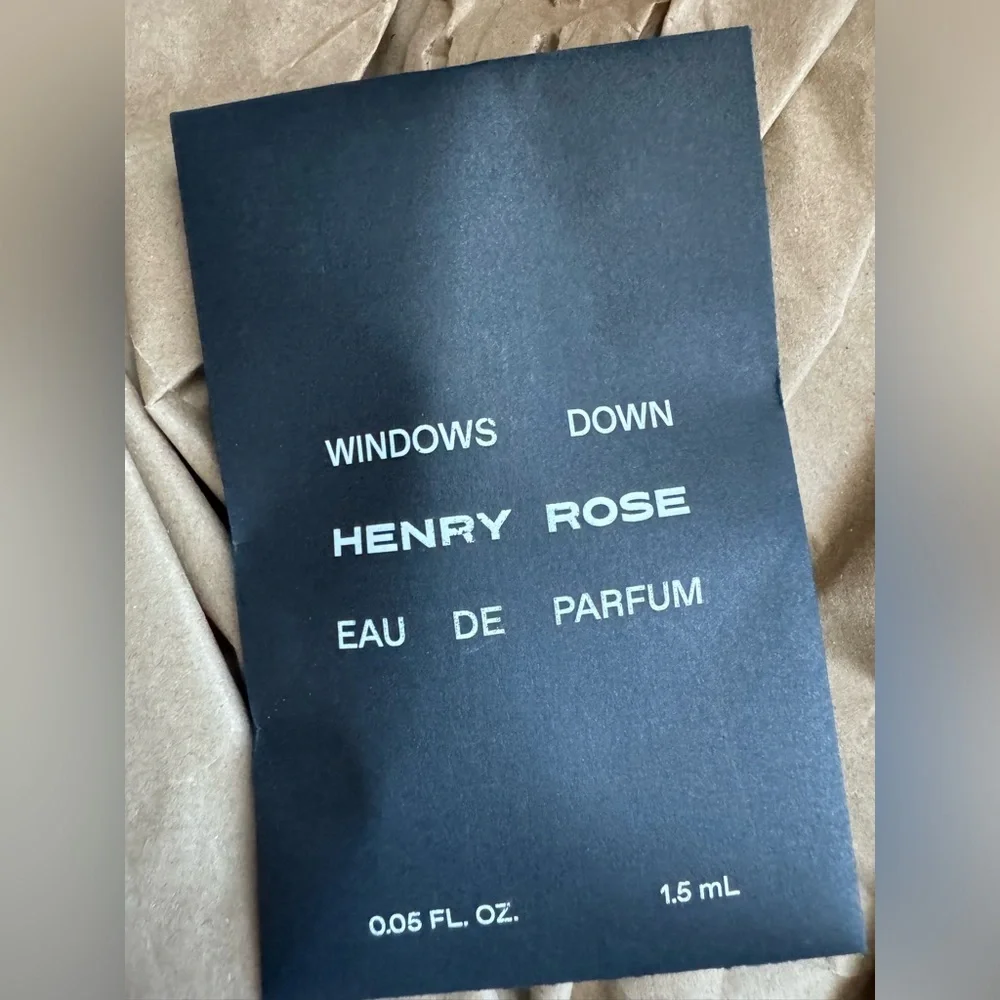 WINDOWS DOWN
HENRY ROSE
EAU DE PARFUM
0.05 FL. OZ. 1.5 mL